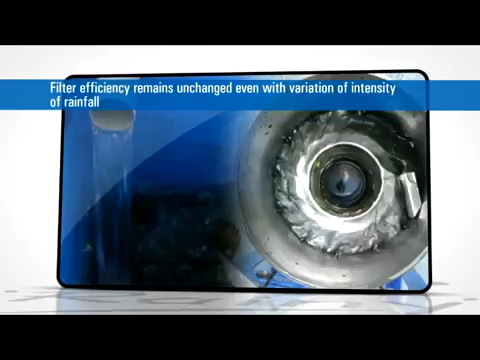 Filter efficiency remains unchanged even with variation of intensity
of rainfall